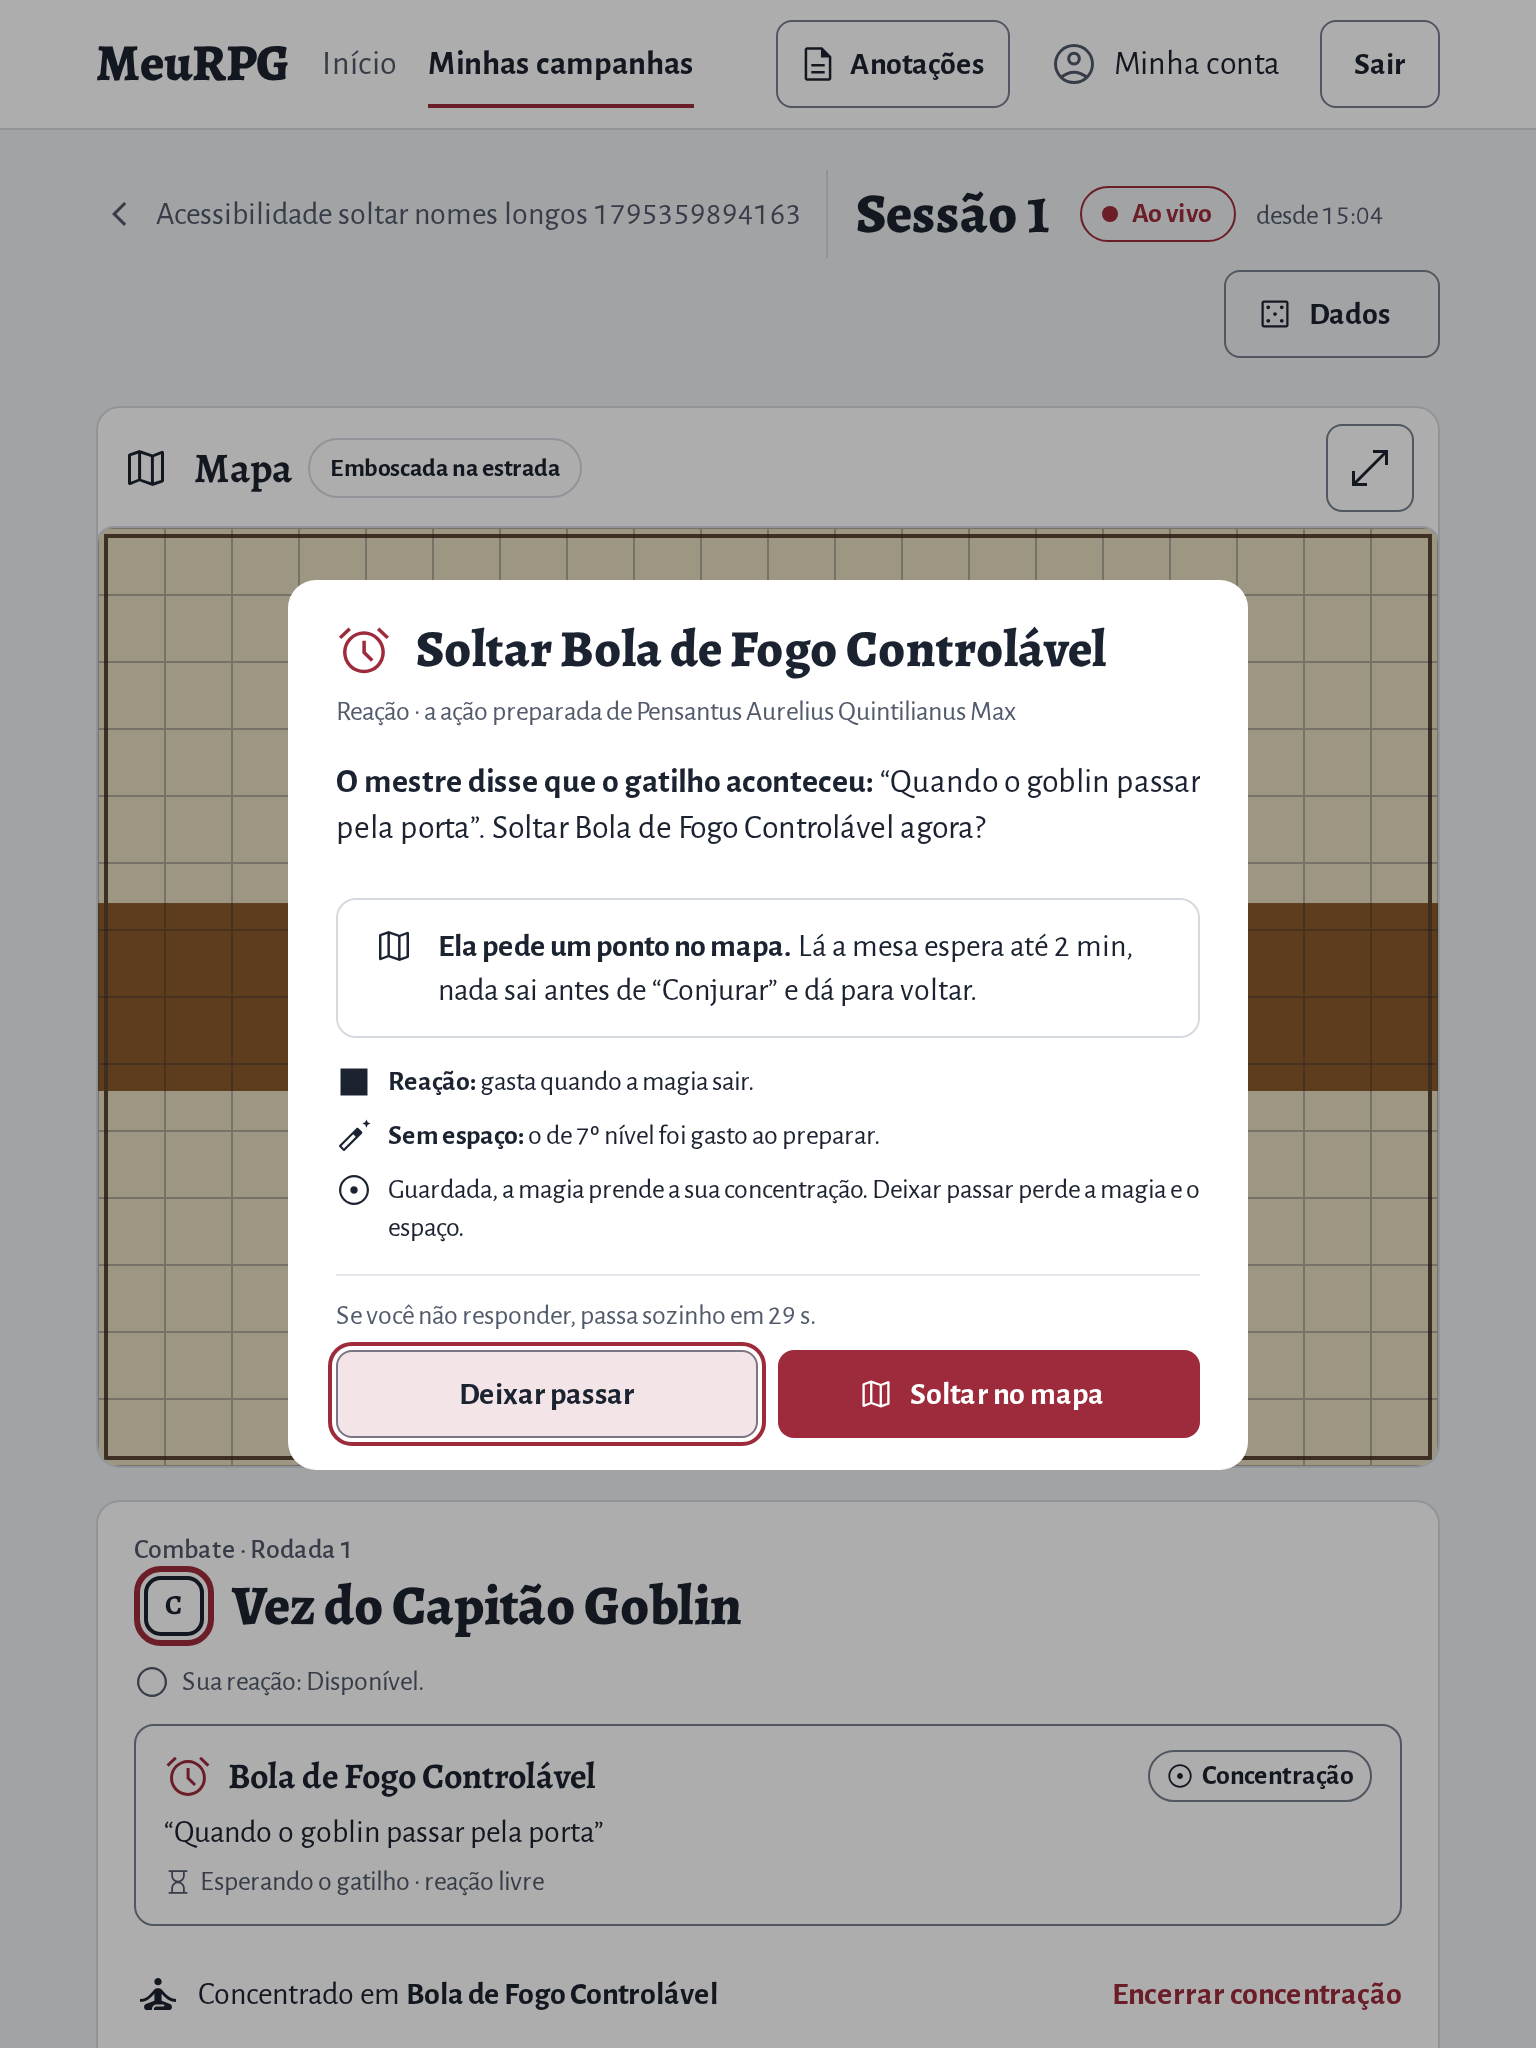 MeuRPG Início Minhas campanhas Anotações Minha conta Sair
Acessibilidade soltar nomes longos 1795359894163 Sessão 1 Ao vivo desde 15:04
Dados
Mapa Emboscada na estrada
Soltar Bola de Fogo Controlável
Reação · a ação preparada de Pensantus Aurelius Quintilianus Max
O mestre disse que o gatilho aconteceu: “Quando o goblin passar
pela porta”. Soltar Bola de Fogo Controlável agora?
Ela pede um ponto no mapa. Lá a mesa espera até 2 min,
nada sai antes de “Conjurar” e dá para voltar.
Reação: gasta quando a magia sair.
Sem espaço: o de 7º nível foi gasto ao preparar.
Guardada, a magia prende a sua concentração. Deixar passar perde a magia e o
espaço.
Se você não responder, passa sozinho em 29 s.
Deixar passar Soltar no mapa
Combate · Rodada 1
C Vez do Capitão Goblin
Sua reação: Disponível.
Bola de Fogo Controlável Concentração
“Quando o goblin passar pela porta”
Esperando o gatilho · reação livre
Concentrado em Bola de Fogo Controlável Encerrar concentração